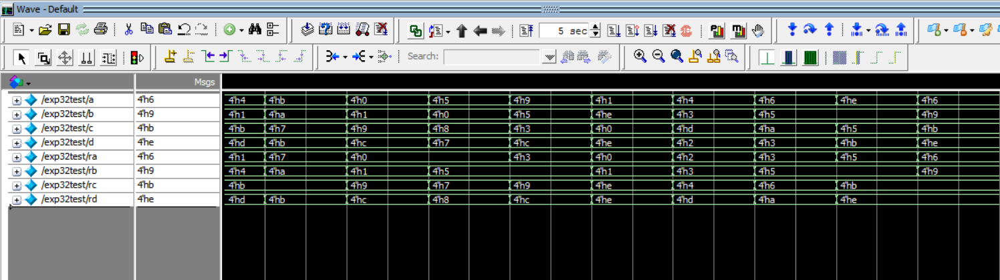 Wave - Default
5 sec
Search:
Msgs
/exp32test/a 4'h6 4'h4 4'hb 4'h0 4'h5 4'h9 4'h1 4'h4 4'h6 4'he 4'h6
/exp32test/b 4'h9 4'h1 4'ha 4'h1 4'h0 4'h5 4'he 4'h3 4'h5 4'h9
/exp32test/c 4'hb 4'hb 4'h7 4'h9 4'h8 4'h3 4'h0 4'hd 4'ha 4'h5 4'hb
/exp32test/d 4'he 4'hd 4'hb 4'hc 4'h7 4'hc 4'he 4'h2 4'h3 4'hb 4'he
/exp32test/ra 4'h6 4'h1 4'h7 4'h0 4'h3 4'h0 4'h2 4'h3 4'h5 4'h6
/exp32test/rb 4'h9 4'h4 4'ha 4'h1 4'h5 4'h1 4'h3 4'h5 4'h9
/exp32test/rc 4'hb 4'hb 4'h9 4'h7 4'h9 4'he 4'h4 4'h6 4'hb
/exp32test/rd 4'he 4'hd 4'hb 4'hc 4'h8 4'hc 4'he 4'hd 4'ha 4'he